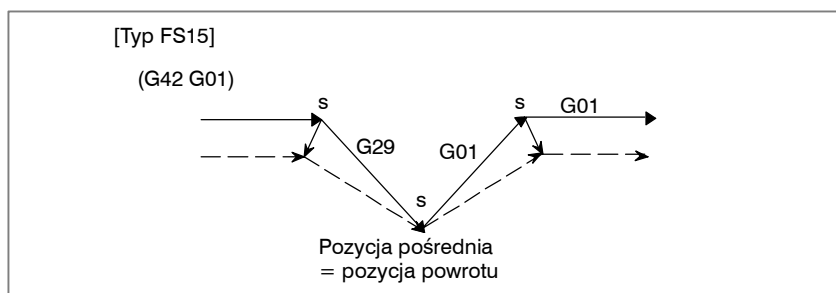 [Typ FS15]
(G42 G01)
s
s
G01
G29
G01
s
Pozycja pośrednia
= pozycja powrotu